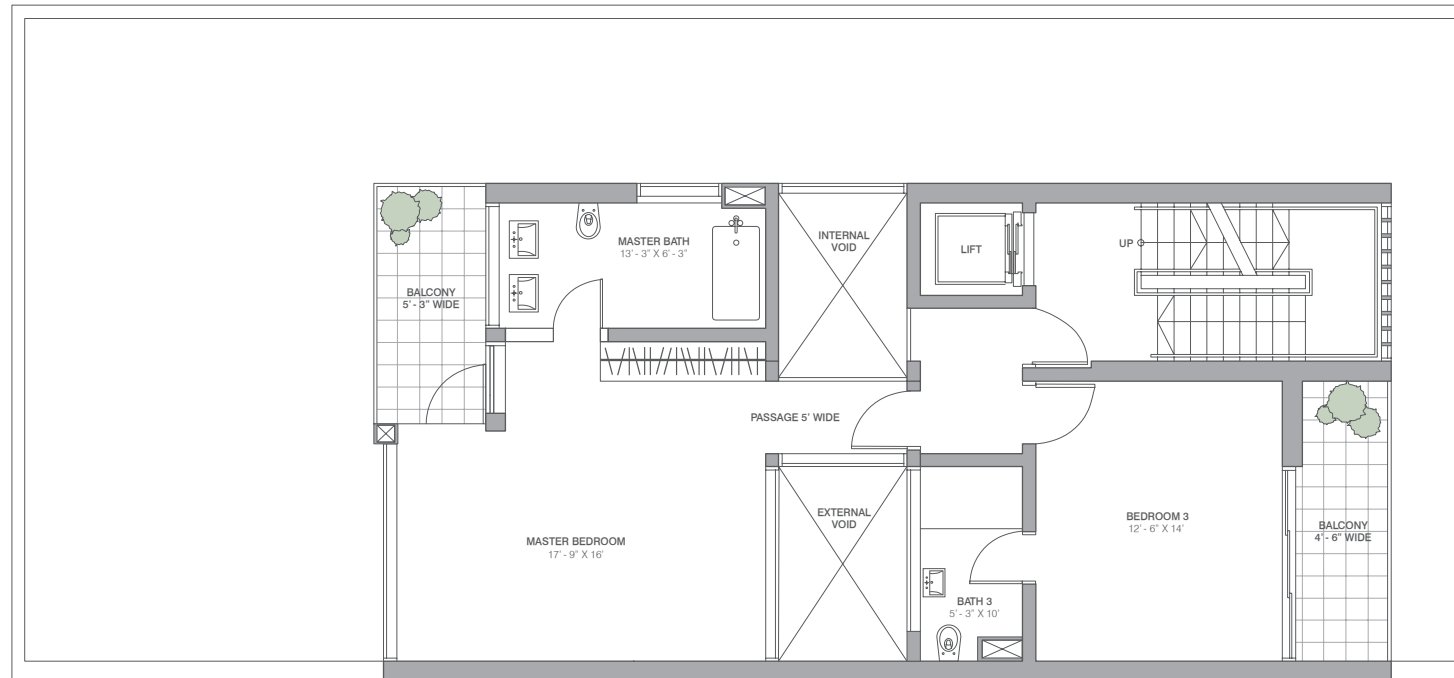 MASTER BATH
13' - 3" X 6' - 3"
INTERNAL
VOID
LIFT
UP
BALCONY
5' - 3" WIDE
PASSAGE 5' WIDE
MASTER BEDROOM
17' - 9" X 16'
EXTERNAL
VOID
BEDROOM 3
12' - 6" X 14'
BALCONY
4' - 6" WIDE
BATH 3
5' - 3" X 10'